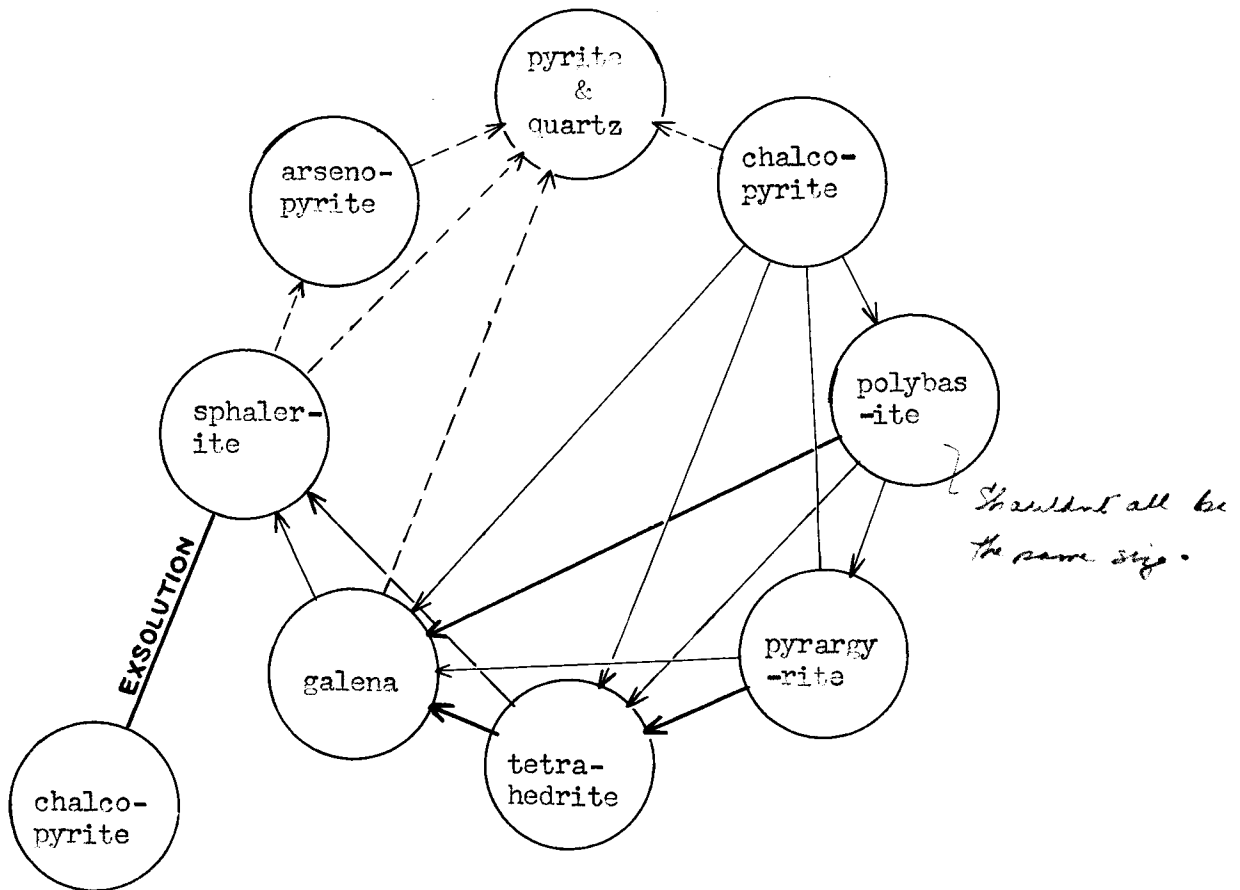 pyrite
&
quartz
arseno-
pyrite
chalco-
pyrite
sphaler-
ite
polybas
-ite
Shouldnt all be
the same size.
EXSOLUTION
galena
pyrargy
-rite
tetra-
hedrite
chalco-
pyrite